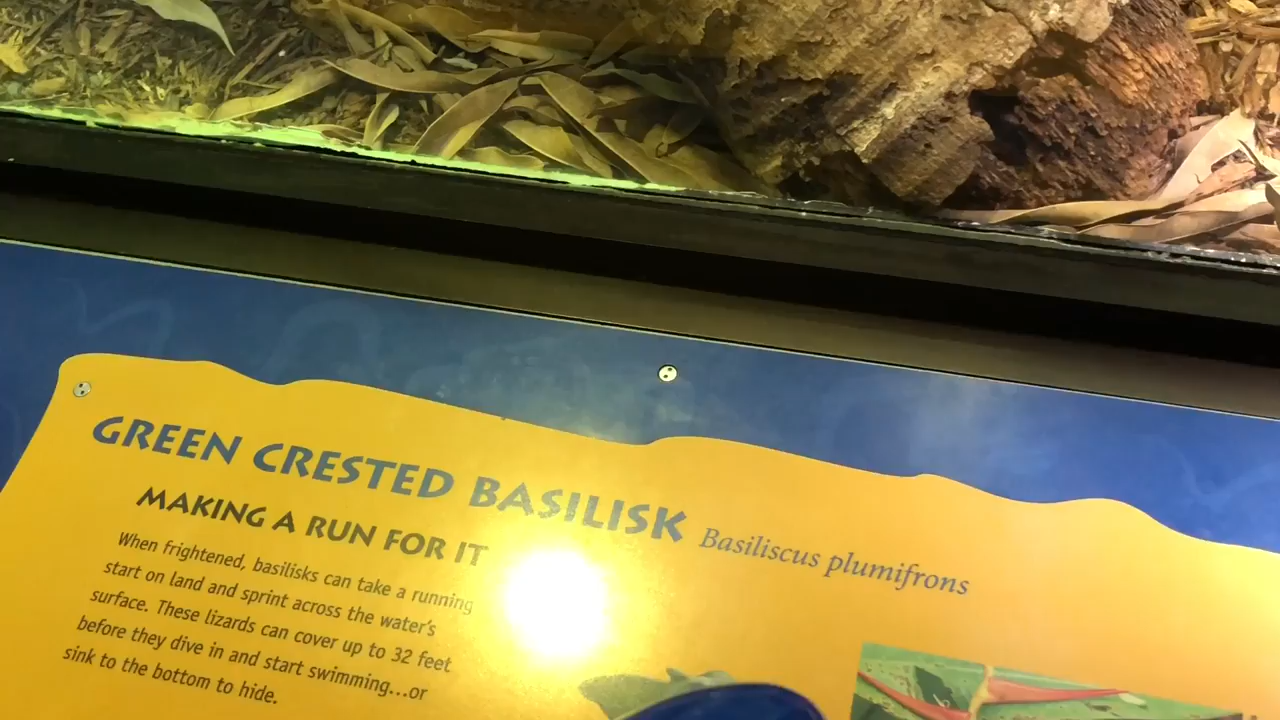 GREEN CRESTED BASILISK Basiliscus plumifrons
MAKING A RUN FOR IT
When frightened, basilisks can take a running
start on land and sprint across the water's
surface. These lizards can cover up to 32 feet
before they dive in and start swimming...or
sink to the bottom to hide.